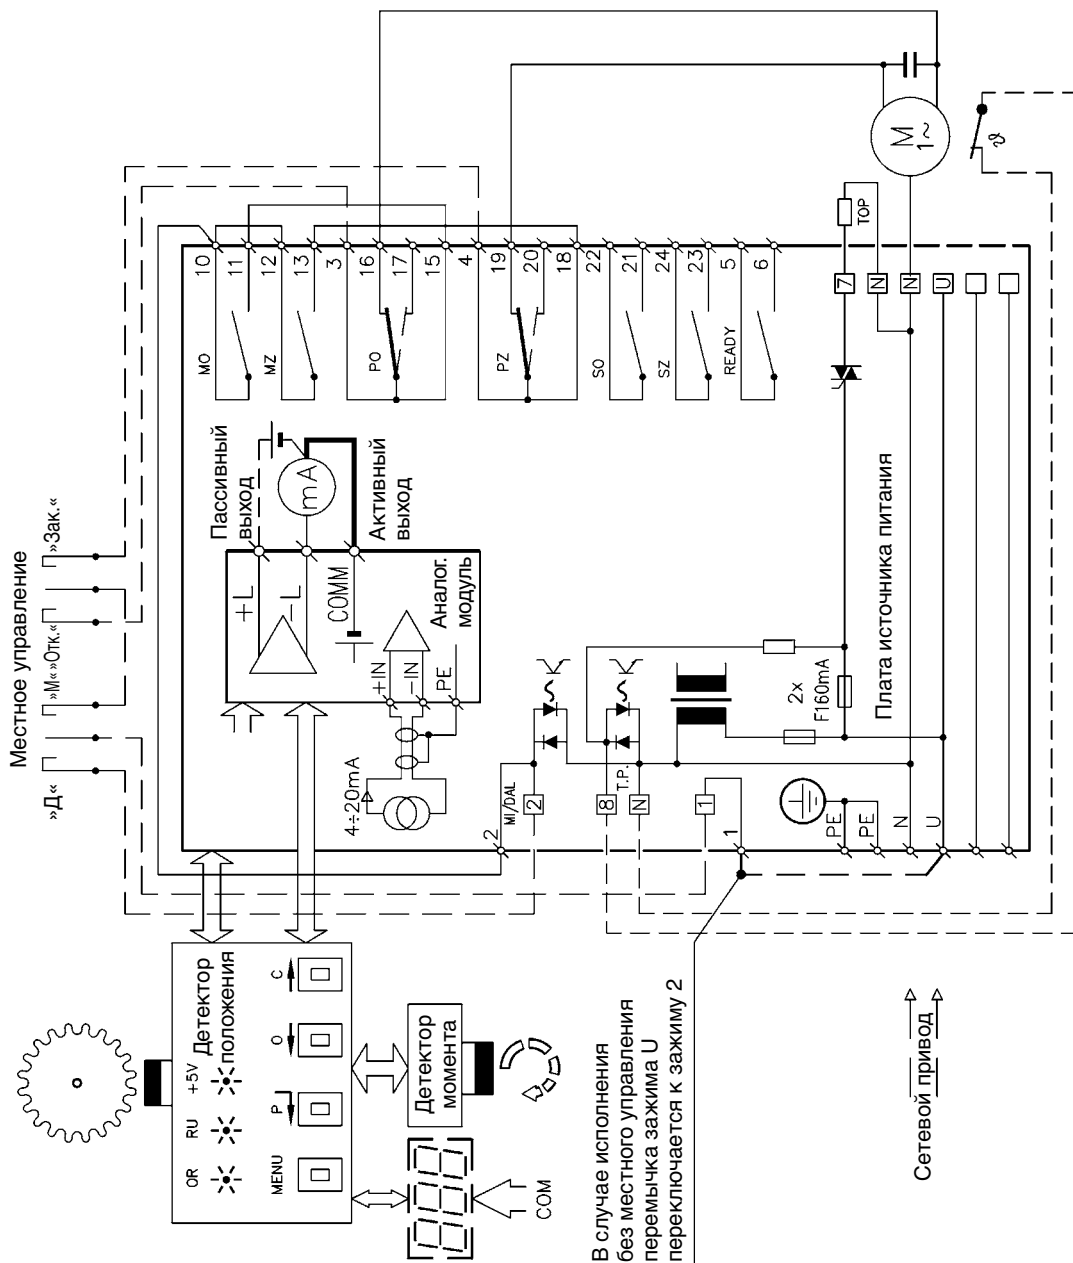 Местное управление
»Д«
»М«
»Отк.«
»Зак.«
Детектор
положения
OR
RU
+5V
MENU
P
O
C
Детектор
момента
COM
Пассивный
выход
Активный
выход
mA
+L
-L
COMM
Аналог.
модуль
+IN
-IN
PE
4÷20mA
MO
MZ
PO
PZ
SO
SZ
READY
10
11
12
13
3
16
17
15
4
19
20
18
22
21
24
23
5
6
M
1~
ϑ
TOP
7
N
N
U
2
MI/DAL
2
8
T.P.
N
1
1
2x
F160mA
Плата источника питания
PE
PE
N
U
В случае исполнения
без местного управления
перемычка зажима U
переключается к зажиму 2
Сетевой привод